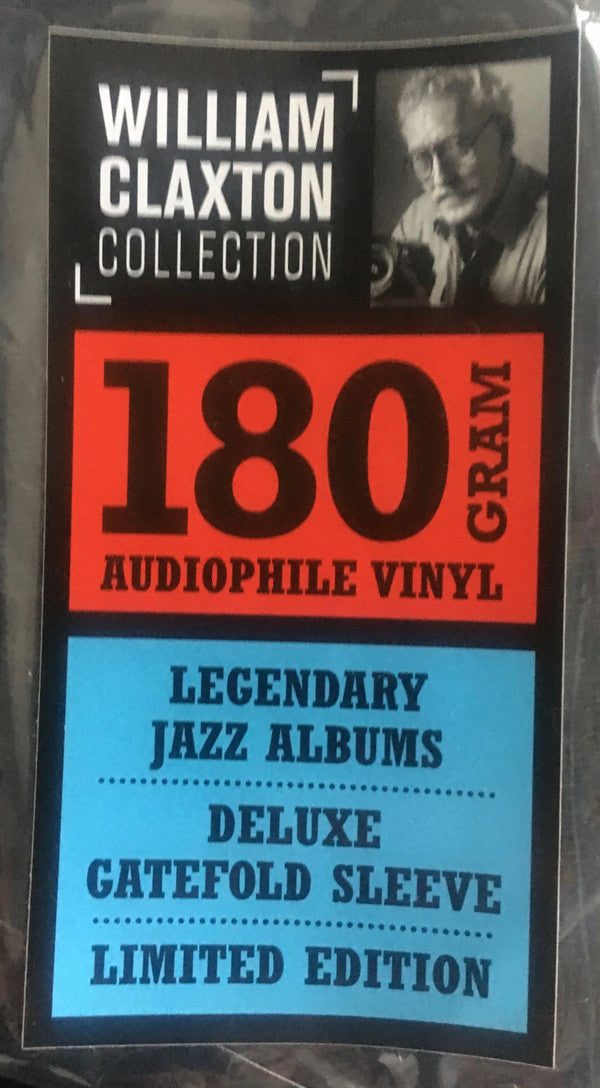 WILLIAM
CLAXTON
COLLECTION
180
GRAM
AUDIOPHILE VINYL
LEGENDARY
JAZZ ALBUMS
DELUXE
GATEFOLD SLEEVE
LIMITED EDITION